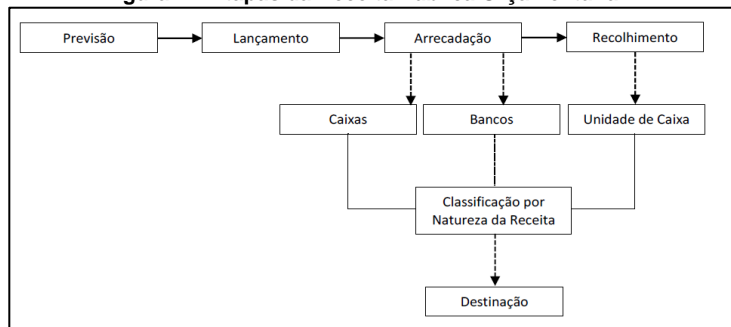 Previsão
Lançamento
Arrecadação
Recolhimento
Caixas
Bancos
Unidade de Caixa
Classificação por
Natureza da Receita
Destinação